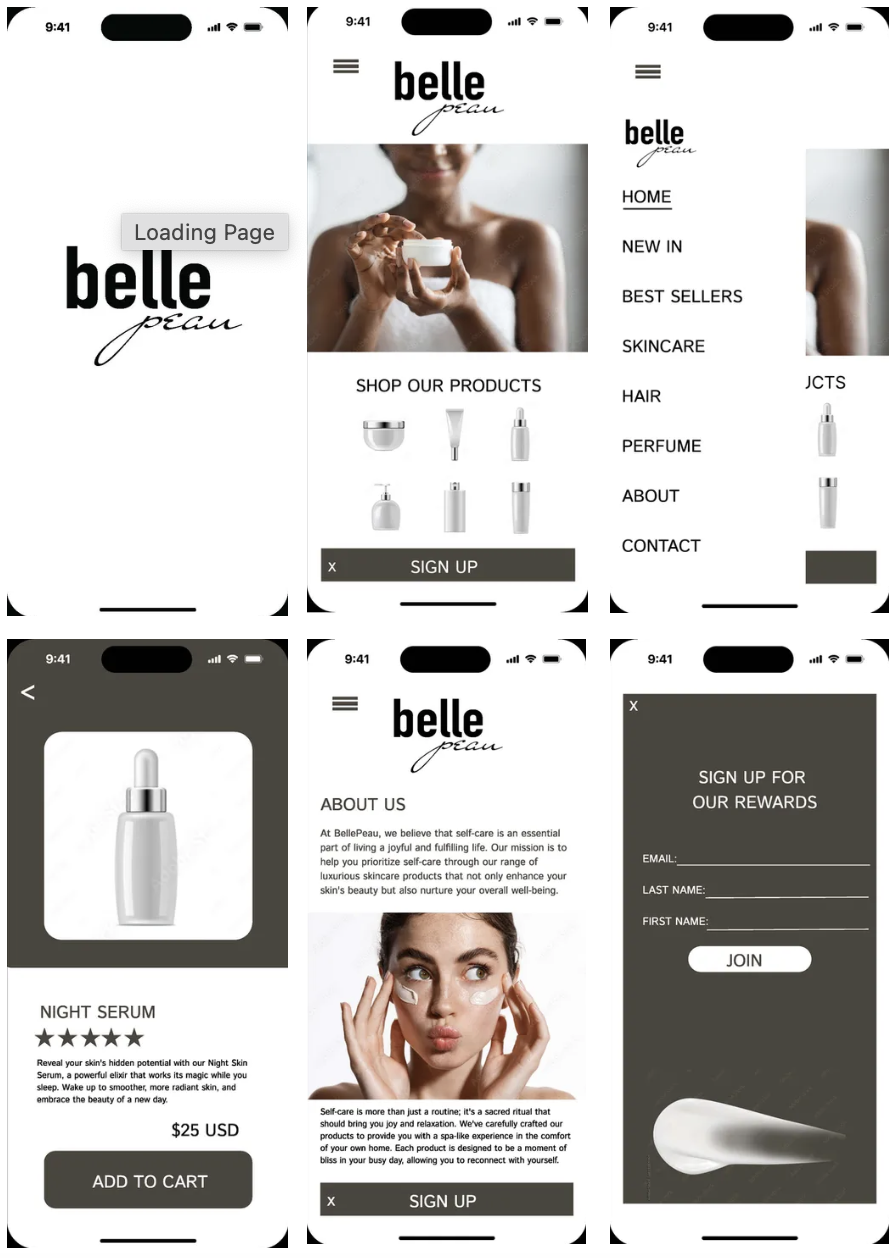 9:41
Loading Page
belle
peau
9:41
belle
peau
SHOP OUR PRODUCTS
x SIGN UP
9:41
belle
peau
HOME
NEW IN
BEST SELLERS
SKINCARE
HAIR
PERFUME
ABOUT
CONTACT
UCTS
9:41
<
NIGHT SERUM
★★★★★
Reveal your skin's hidden potential with our Night Skin
Serum, a powerful elixir that works its magic while you
sleep. Wake up to smoother, more radiant skin, and
embrace the beauty of a new day.
$25 USD
ADD TO CART
9:41
belle
peau
ABOUT US
At BellePeau, we believe that self-care is an essential
part of living a joyful and fulfilling life. Our mission is to
help you prioritize self-care through our range of
luxurious skincare products that not only enhance your
skin's beauty but also nurture your overall well-being.
Self-care is more than just a routine; it's a sacred ritual that
should bring you joy and relaxation. We've carefully crafted our
products to provide you with a spa-like experience in the comfort
of your own home. Each product is designed to be a moment of
bliss in your busy day, allowing you to reconnect with yourself.
x SIGN UP
9:41
x
SIGN UP FOR
OUR REWARDS
EMAIL:
LAST NAME:
FIRST NAME:
JOIN